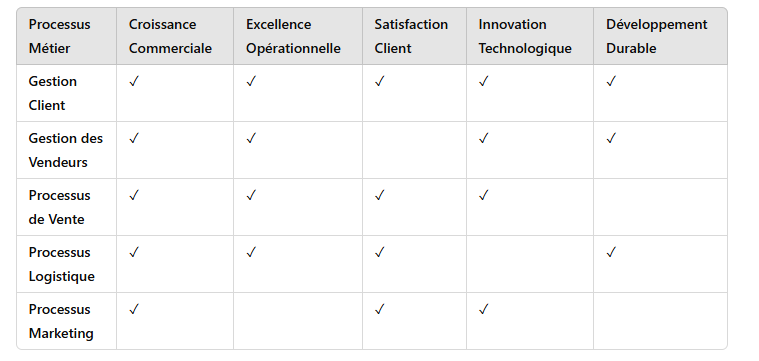 Processus Croissance Excellence Satisfaction Innovation Développement
Métier Commerciale Opérationnelle Client Technologique Durable
Gestion ✓ ✓ ✓ ✓ ✓
Client
Gestion des ✓ ✓ ✓ ✓
Vendeurs
Processus ✓ ✓ ✓ ✓
de Vente
Processus ✓ ✓ ✓ ✓
Logistique
Processus ✓ ✓ ✓
Marketing